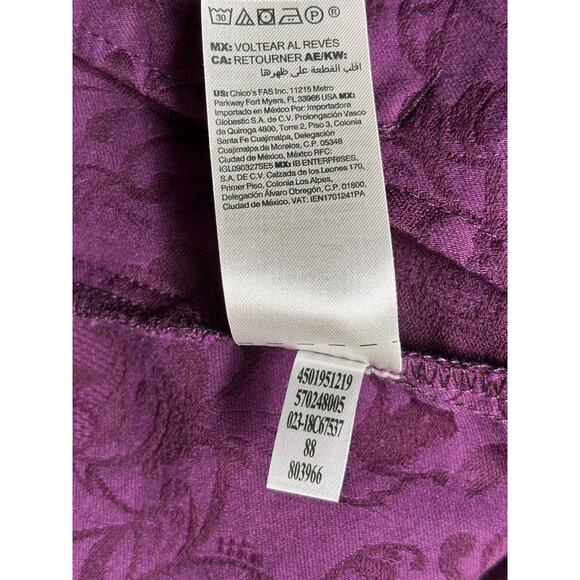 30 P ®
MX: VOLTEAR AL REVÉS
CA: RETOURNER AE/KW:
اقلب القطعة على ظهرها
US: Chico's FAS Inc. 11215 Metro
Parkway Fort Myers, FL 33966 USA MX:
Importado en México Por: Importadora
Globastic S.A. de C.V. Prolongación Vasco
de Quiroga 4800, Torre 2, Piso 3, Colonia
Santa Fe Cuajimalpa, Delegación
Cuajimalpa de Morelos, C.P. 05348
Ciudad de México, México RFC:
IGL090327SE5 MX: IB ENTERPRISES,
S.A. DE C.V. Calzada de los Leones 170,
Primer Piso, Colonia Los Alpes,
Delegación Álvaro Obregón, C.P. 01800,
Ciudad de México. VAT: IEN1701241PA
4501951219
570248005
023-18C67537
88
803966